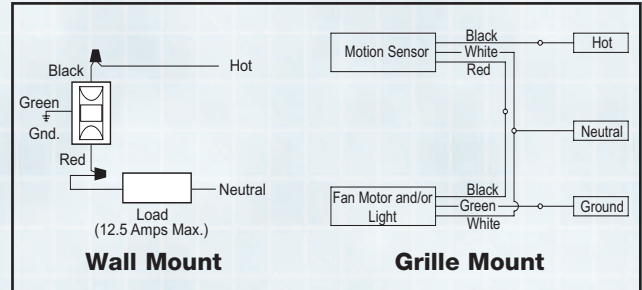 Black
Hot
Green
Gnd.
Red
Neutral
Load
(12.5 Amps Max.)
Wall Mount
Motion Sensor
Black
White
Red
Hot
Neutral
Fan Motor and/or
Light
Black
Green
White
Ground
Grille Mount